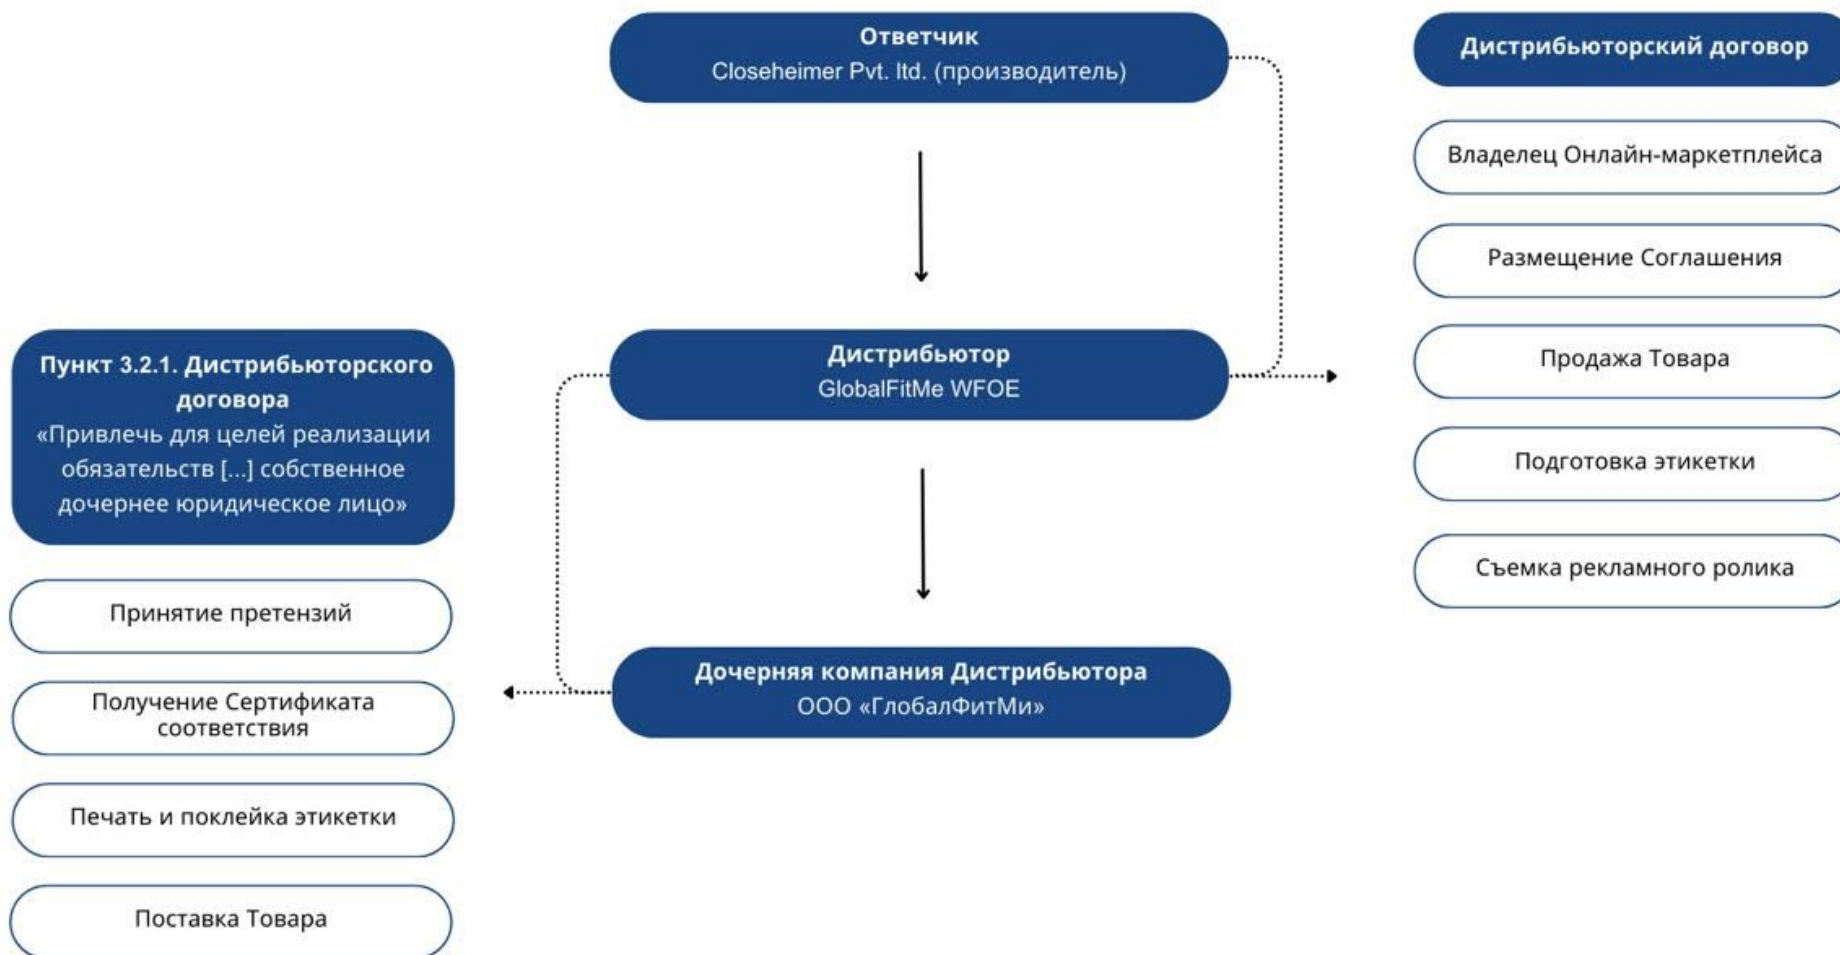 Ответчик
Closeheimer Pvt. ltd. (производитель)
Дистрибьютор
GlobalFitMe WFOE
Дочерняя компания Дистрибьютора
ООО «ГлобалФитМи»
Пункт 3.2.1. Дистрибьюторского
договора
«Привлечь для целей реализации
обязательств [...] собственное
дочернее юридическое лицо»
Принятие претензий
Получение Сертификата
соответствия
Печать и поклейка этикетки
Поставка Товара
Дистрибьюторский договор
Владелец Онлайн-маркетплейса
Размещение Соглашения
Продажа Товара
Подготовка этикетки
Съемка рекламного ролика